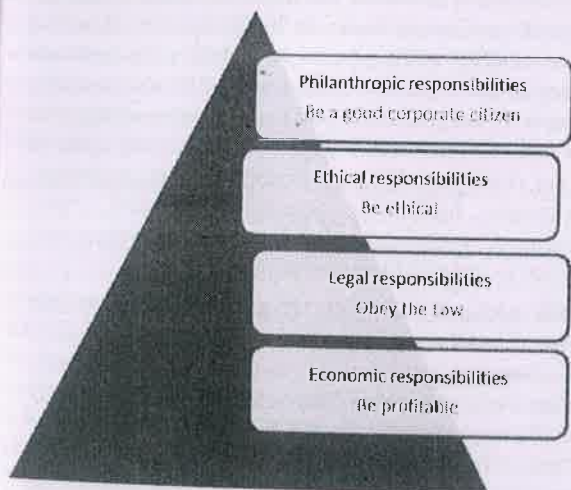 Philanthropic responsibilities
Be a good corporate citizen
Ethical responsibilities
Be ethical
Legal responsibilities
Obey the Law
Economic responsibilities
Be profitable